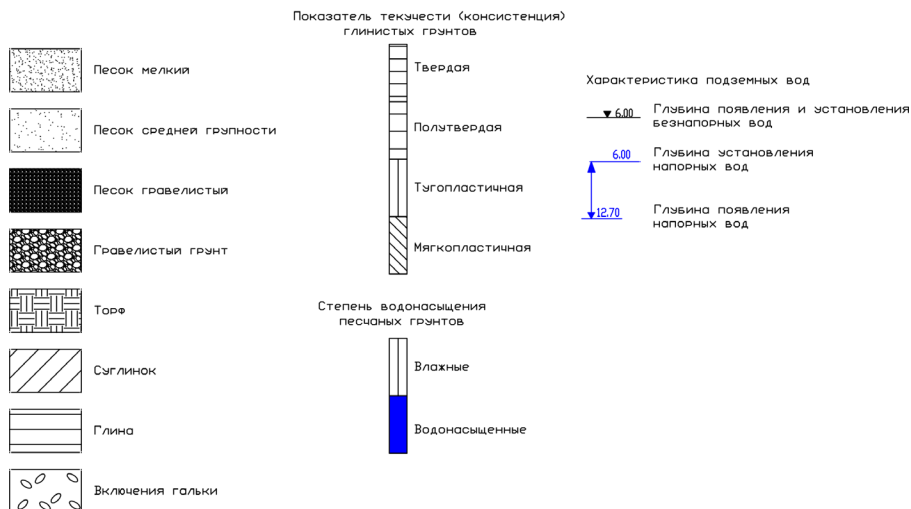 Показатель текучести (консистенция)
глинистых грунтов
Песок мелкий
Песок средней групности
Песок гравелистый
Гравелистый грунт
Торф
Суглинок
Глина
Включения гальки
Твердая
Полутвердая
Тугопластичная
Мягкопластичная
Степень водонасыщения
песчаных грунтов
Влажные
Водонасыщенные
Характеристика подземных вод
6.00
Глубина появления и установления
безнапорных вод
6.00
Глубина установления
напорных вод
12.70
Глубина появления
напорных вод